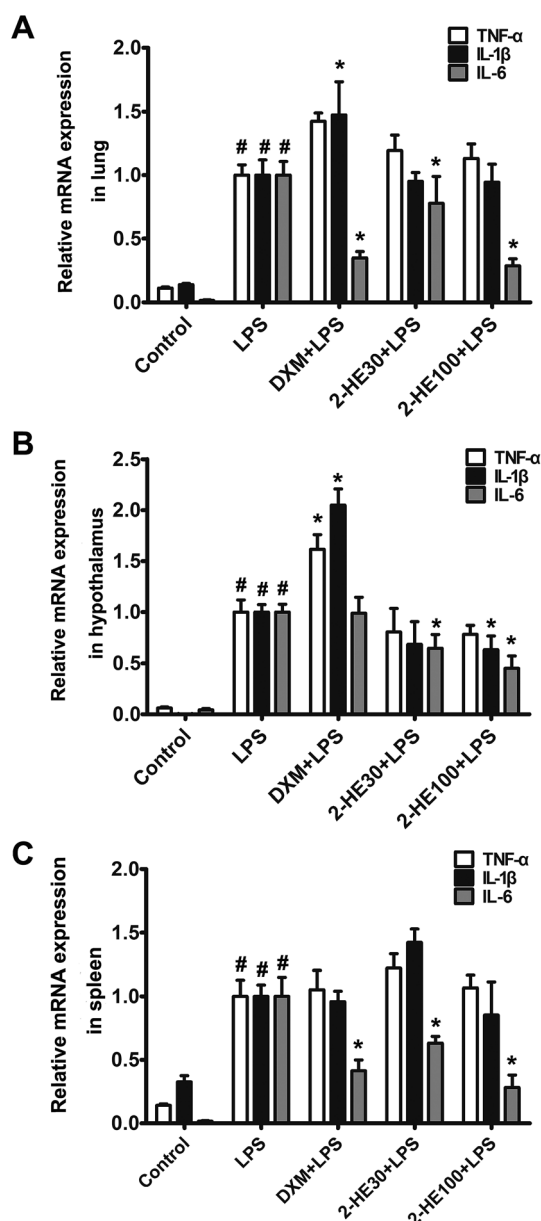 A
TNF-α
IL-1β
IL-6
Relative mRNA expression
in lung
2.0
1.5
1.0
0.5
0.0
# # #
*
*
*
*
Control
LPS
DXM+LPS
2-HE30+LPS
2-HE100+LPS
B
TNF-α
IL-1β
IL-6
Relative mRNA expression
in hypothalamus
2.5
2.0
1.5
1.0
0.5
0.0
# # #
* *
*
* *
Control
LPS
DXM+LPS
2-HE30+LPS
2-HE100+LPS
C
TNF-α
IL-1β
IL-6
Relative mRNA expression
in spleen
2.0
1.5
1.0
0.5
0.0
# # #
*
*
*
Control
LPS
DXM+LPS
2-HE30+LPS
2-HE100+LPS